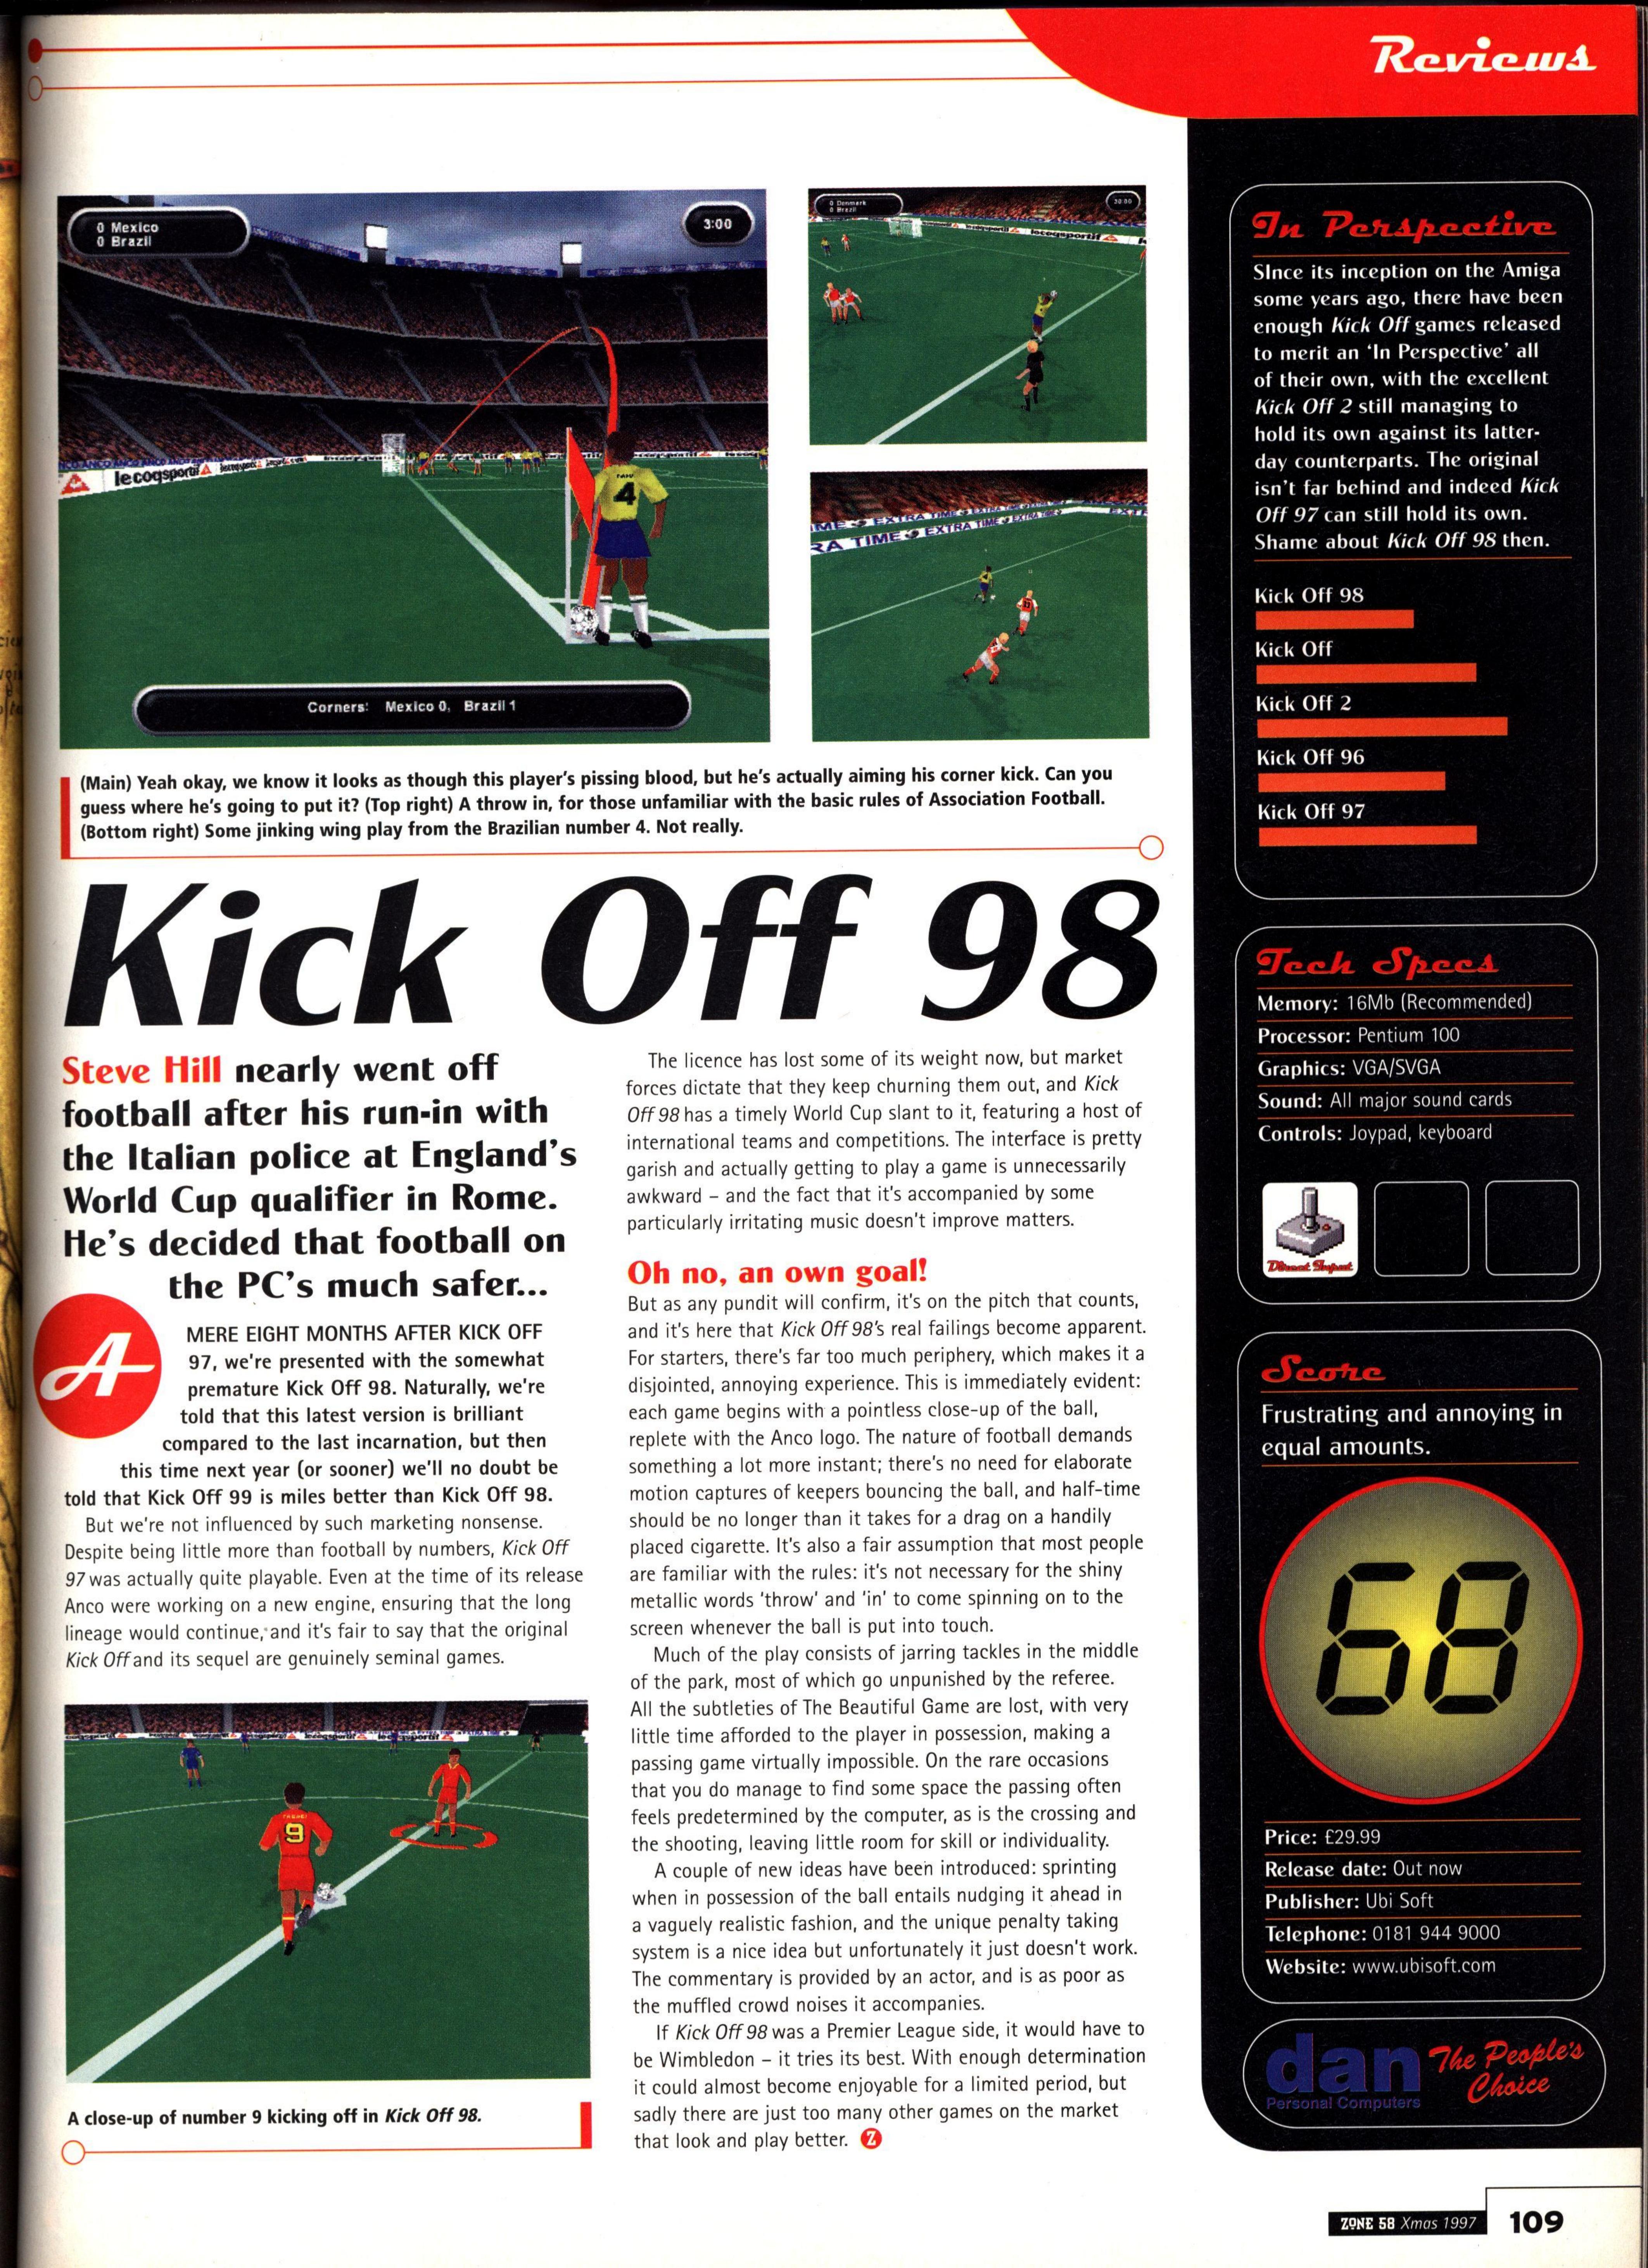 Reviews
0 Mexico
0 Brazil
3:00
ANCO ANCO ANCO ANCO
lecoqsportif
4
Corners: Mexico 0, Brazil 1
0 Denmark
0 Brazil
30:00
lecoqsportif
EXTRA TIME EXTRA TIME
RA TIME EXTRA TIME EXTRA TIME EXT
(Main) Yeah okay, we know it looks as though this player's pissing blood, but he's actually aiming his corner kick. Can you
guess where he's going to put it? (Top right) A throw in, for those unfamiliar with the basic rules of Association Football.
(Bottom right) Some jinking wing play from the Brazilian number 4. Not really.
Kick Off 98
Steve Hill nearly went off
football after his run-in with
the Italian police at England's
World Cup qualifier in Rome.
He's decided that football on
the PC's much safer...
A
MERE EIGHT MONTHS AFTER KICK OFF
97, we're presented with the somewhat
premature Kick Off 98. Naturally, we're
told that this latest version is brilliant
compared to the last incarnation, but then
this time next year (or sooner) we'll no doubt be
told that Kick Off 99 is miles better than Kick Off 98.
But we're not influenced by such marketing nonsense.
Despite being little more than football by numbers, Kick Off
97 was actually quite playable. Even at the time of its release
Anco were working on a new engine, ensuring that the long
lineage would continue, and it's fair to say that the original
Kick Off and its sequel are genuinely seminal games.
9
A close-up of number 9 kicking off in Kick Off 98.
The licence has lost some of its weight now, but market
forces dictate that they keep churning them out, and Kick
Off 98 has a timely World Cup slant to it, featuring a host of
international teams and competitions. The interface is pretty
garish and actually getting to play a game is unnecessarily
awkward – and the fact that it's accompanied by some
particularly irritating music doesn't improve matters.
Oh no, an own goal!
But as any pundit will confirm, it's on the pitch that counts,
and it's here that Kick Off 98's real failings become apparent.
For starters, there's far too much periphery, which makes it a
disjointed, annoying experience. This is immediately evident:
each game begins with a pointless close-up of the ball,
replete with the Anco logo. The nature of football demands
something a lot more instant; there's no need for elaborate
motion captures of keepers bouncing the ball, and half-time
should be no longer than it takes for a drag on a handily
placed cigarette. It's also a fair assumption that most people
are familiar with the rules: it's not necessary for the shiny
metallic words 'throw' and 'in' to come spinning on to the
screen whenever the ball is put into touch.
Much of the play consists of jarring tackles in the middle
of the park, most of which go unpunished by the referee.
All the subtleties of The Beautiful Game are lost, with very
little time afforded to the player in possession, making a
passing game virtually impossible. On the rare occasions
that you do manage to find some space the passing often
feels predetermined by the computer, as is the crossing and
the shooting, leaving little room for skill or individuality.
A couple of new ideas have been introduced: sprinting
when in possession of the ball entails nudging it ahead in
a vaguely realistic fashion, and the unique penalty taking
system is a nice idea but unfortunately it just doesn't work.
The commentary is provided by an actor, and is as poor as
the muffled crowd noises it accompanies.
If Kick Off 98 was a Premier League side, it would have to
be Wimbledon – it tries its best. With enough determination
it could almost become enjoyable for a limited period, but
sadly there are just too many other games on the market
that look and play better. Z
In Perspective
SInce its inception on the Amiga
some years ago, there have been
enough Kick Off games released
to merit an 'In Perspective' all
of their own, with the excellent
Kick Off 2 still managing to
hold its own against its latter-
day counterparts. The original
isn't far behind and indeed Kick
Off 97 can still hold its own.
Shame about Kick Off 98 then.
Kick Off 98
Kick Off
Kick Off 2
Kick Off 96
Kick Off 97
Tech Specs
Memory: 16Mb (Recommended)
Processor: Pentium 100
Graphics: VGA/SVGA
Sound: All major sound cards
Controls: Joypad, keyboard
Direct Input
Score
Frustrating and annoying in
equal amounts.
68
Price: £29.99
Release date: Out now
Publisher: Ubi Soft
Telephone: 0181 944 9000
Website: www.ubisoft.com
dan
Personal Computers
The People's
Choice
ZONE 58 Xmas 1997
109